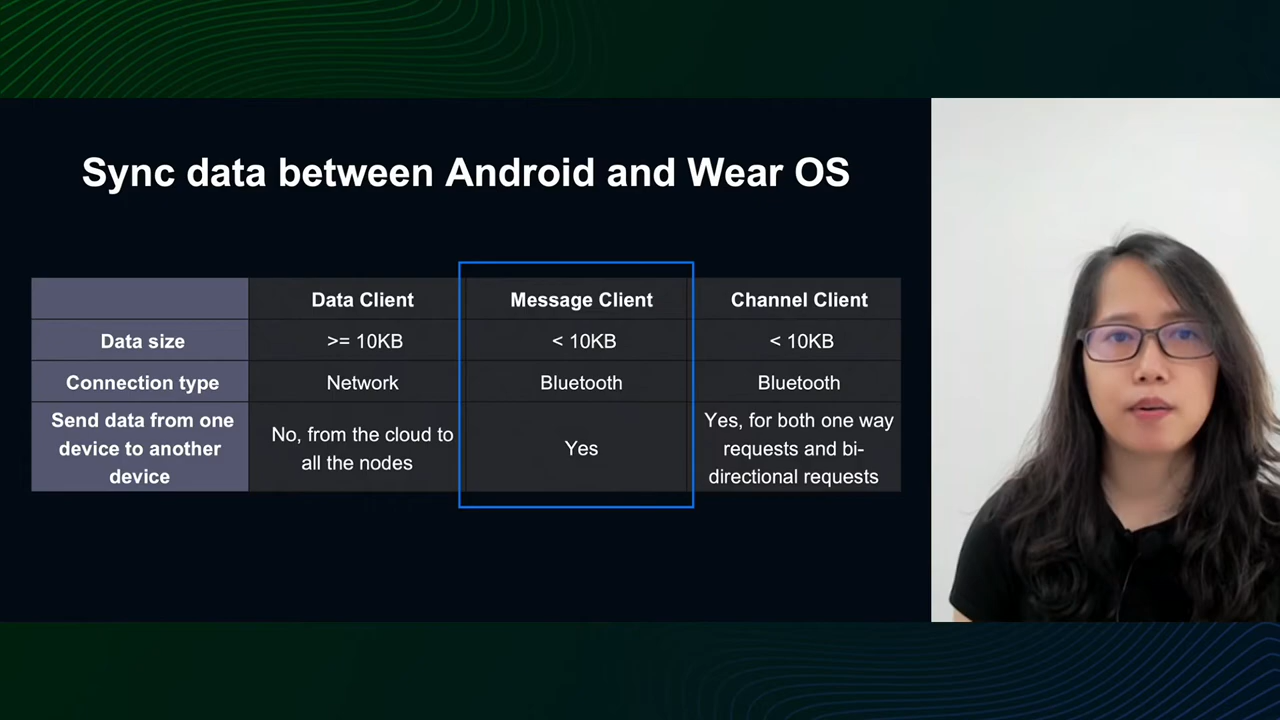 Sync data between Android and Wear OS
Data Client
Message Client
Channel Client
Data size
>= 10KB
< 10KB
< 10KB
Connection type
Network
Bluetooth
Bluetooth
Send data from one
device to another
device
No, from the cloud to
all the nodes
Yes
Yes, for both one way
requests and bi-
directional requests